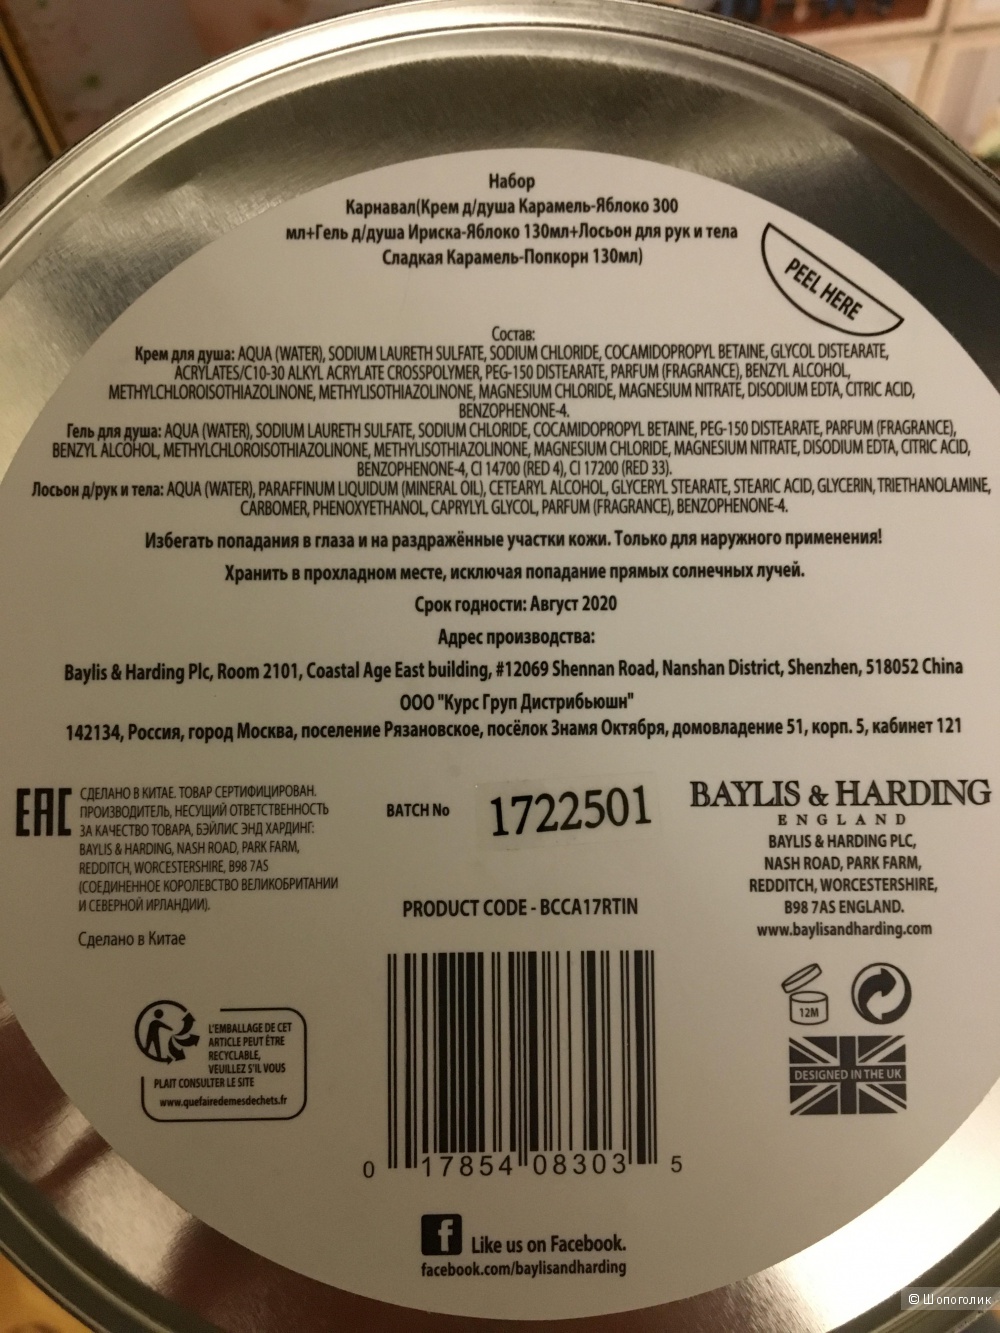 Набор
Карнавал(Крем д/душа Карамель-Яблоко 300
мл+Гель д/душа Ириска-Яблоко 130мл+Лосьон для рук и тела
Сладкая Карамель-Попкорн 130мл)
PEEL HERE
Состав:
Крем для душа: AQUA (WATER), SODIUM LAURETH SULFATE, SODIUM CHLORIDE, COCAMIDOPROPYL BETAINE, GLYCOL DISTEARATE,
ACRYLATES/C10-30 ALKYL ACRYLATE CROSSPOLYMER, PEG-150 DISTEARATE, PARFUM (FRAGRANCE), BENZYL ALCOHOL,
METHYLCHLOROISOTHIAZOLINONE, METHYLISOTHIAZOLINONE, MAGNESIUM CHLORIDE, MAGNESIUM NITRATE, DISODIUM EDTA, CITRIC ACID,
BENZOPHENONE-4.
Гель для душа: AQUA (WATER), SODIUM LAURETH SULFATE, SODIUM CHLORIDE, COCAMIDOPROPYL BETAINE, PEG-150 DISTEARATE, PARFUM (FRAGRANCE),
BENZYL ALCOHOL, METHYLCHLOROISOTHIAZOLINONE, METHYLISOTHIAZOLINONE, MAGNESIUM CHLORIDE, MAGNESIUM NITRATE, DISODIUM EDTA, CITRIC ACID,
BENZOPHENONE-4, CI 14700 (RED 4), CI 17200 (RED 33).
Лосьон д/рук и тела: AQUA (WATER), PARAFFINUM LIQUIDUM (MINERAL OIL), CETEARYL ALCOHOL, GLYCERYL STEARATE, STEARIC ACID, GLYCERIN, TRIETHANOLAMINE,
CARBOMER, PHENOXYETHANOL, CAPRYLYL GLYCOL, PARFUM (FRAGRANCE), BENZOPHENONE-4.
Избегать попадания в глаза и на раздражённые участки кожи. Только для наружного применения!
Хранить в прохладном месте, исключая попадание прямых солнечных лучей.
Срок годности: Август 2020
Адрес производства:
Baylis & Harding Plc, Room 2101, Coastal Age East building, #12069 Shennan Road, Nanshan District, Shenzhen, 518052 China
ООО "Курс Груп Дистрибьюшн"
142134, Россия, город Москва, поселение Рязановское, посёлок Знамя Октября, домовладение 51, корп. 5, кабинет 121
EAC
СДЕЛАНО В КИТАЕ. ТОВАР СЕРТИФИЦИРОВАН.
ПРОИЗВОДИТЕЛЬ, НЕСУЩИЙ ОТВЕТСТВЕННОСТЬ
ЗА КАЧЕСТВО ТОВАРА, БЭЙЛИС ЭНД ХАРДИНГ:
BAYLIS & HARDING, NASH ROAD, PARK FARM,
REDDITCH, WORCESTERSHIRE, B98 7AS
(СОЕДИНЕННОЕ КОРОЛЕВСТВО ВЕЛИКОБРИТАНИИ
И СЕВЕРНОЙ ИРЛАНДИИ).
Сделано в Китае
BATCH No
1722501
PRODUCT CODE - BCCA17RTIN
BAYLIS & HARDING
ENGLAND
BAYLIS & HARDING PLC,
NASH ROAD, PARK FARM,
REDDITCH, WORCESTERSHIRE,
B98 7AS ENGLAND.
www.baylisandharding.com
12M
DESIGNED IN THE UK
L'EMBALLAGE DE CET
ARTICLE PEUT ÊTRE
RECYCLABLE,
VEUILLEZ S'IL VOUS
PLAIT CONSULTER LE SITE
www.quefairedemesdechets.fr
0 17854 08303 5
Like us on Facebook.
facebook.com/baylisandharding
© Шопоголик